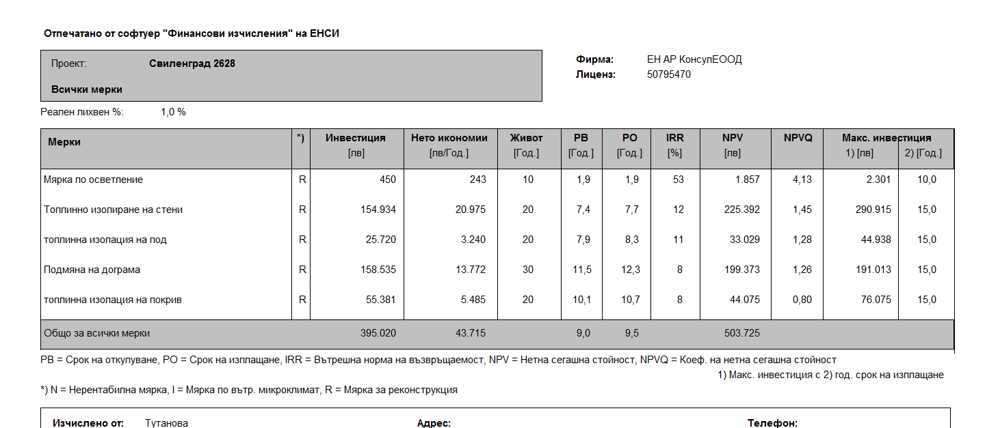 Отпечатано от софтуер "Финансови изчисления" на ЕНСИ
Проект: Свиленград 2628
Фирма: ЕН АР КонсулЕООД
Лиценз: 50795470
Всички мерки
Реален лихвен %: 1,0 %
Мерки *) Инвестиция Нето икономии Живот PB PO IRR NPV NPVQ Макс. инвестиция
[лв] [лв/Год.] [Год.] [Год.] [Год.] [%] [лв] 1) [лв] 2) [Год.]
Мярка по осветление R 450 243 10 1,9 1,9 53 1.857 4,13 2.301 10,0
Топлинно изолиране на стени R 154.934 20.975 20 7,4 7,7 12 225.392 1,45 290.915 15,0
топлинна изолация на под R 25.720 3.240 20 7,9 8,3 11 33.029 1,28 44.938 15,0
Подмяна на дограма R 158.535 13.772 30 11,5 12,3 8 199.373 1,26 191.013 15,0
топлинна изолация на покрив R 55.381 5.485 20 10,1 10,7 8 44.075 0,80 76.075 15,0
Общо за всички мерки 395.020 43.715 9,0 9,5 503.725
PB = Срок на откупуване, PO = Срок на изплащане, IRR = Вътрешна норма на възвръщаемост, NPV = Нетна сегашна стойност, NPVQ = Коеф. на нетна сегашна стойност
1) Макс. инвестиция с 2) год. срок на изплащане
*) N = Нерентабилна мярка, I = Мярка по вътр. микроклимат, R = Мярка за реконструкция
Изчислено от: Тутанова Адрес: Телефон: